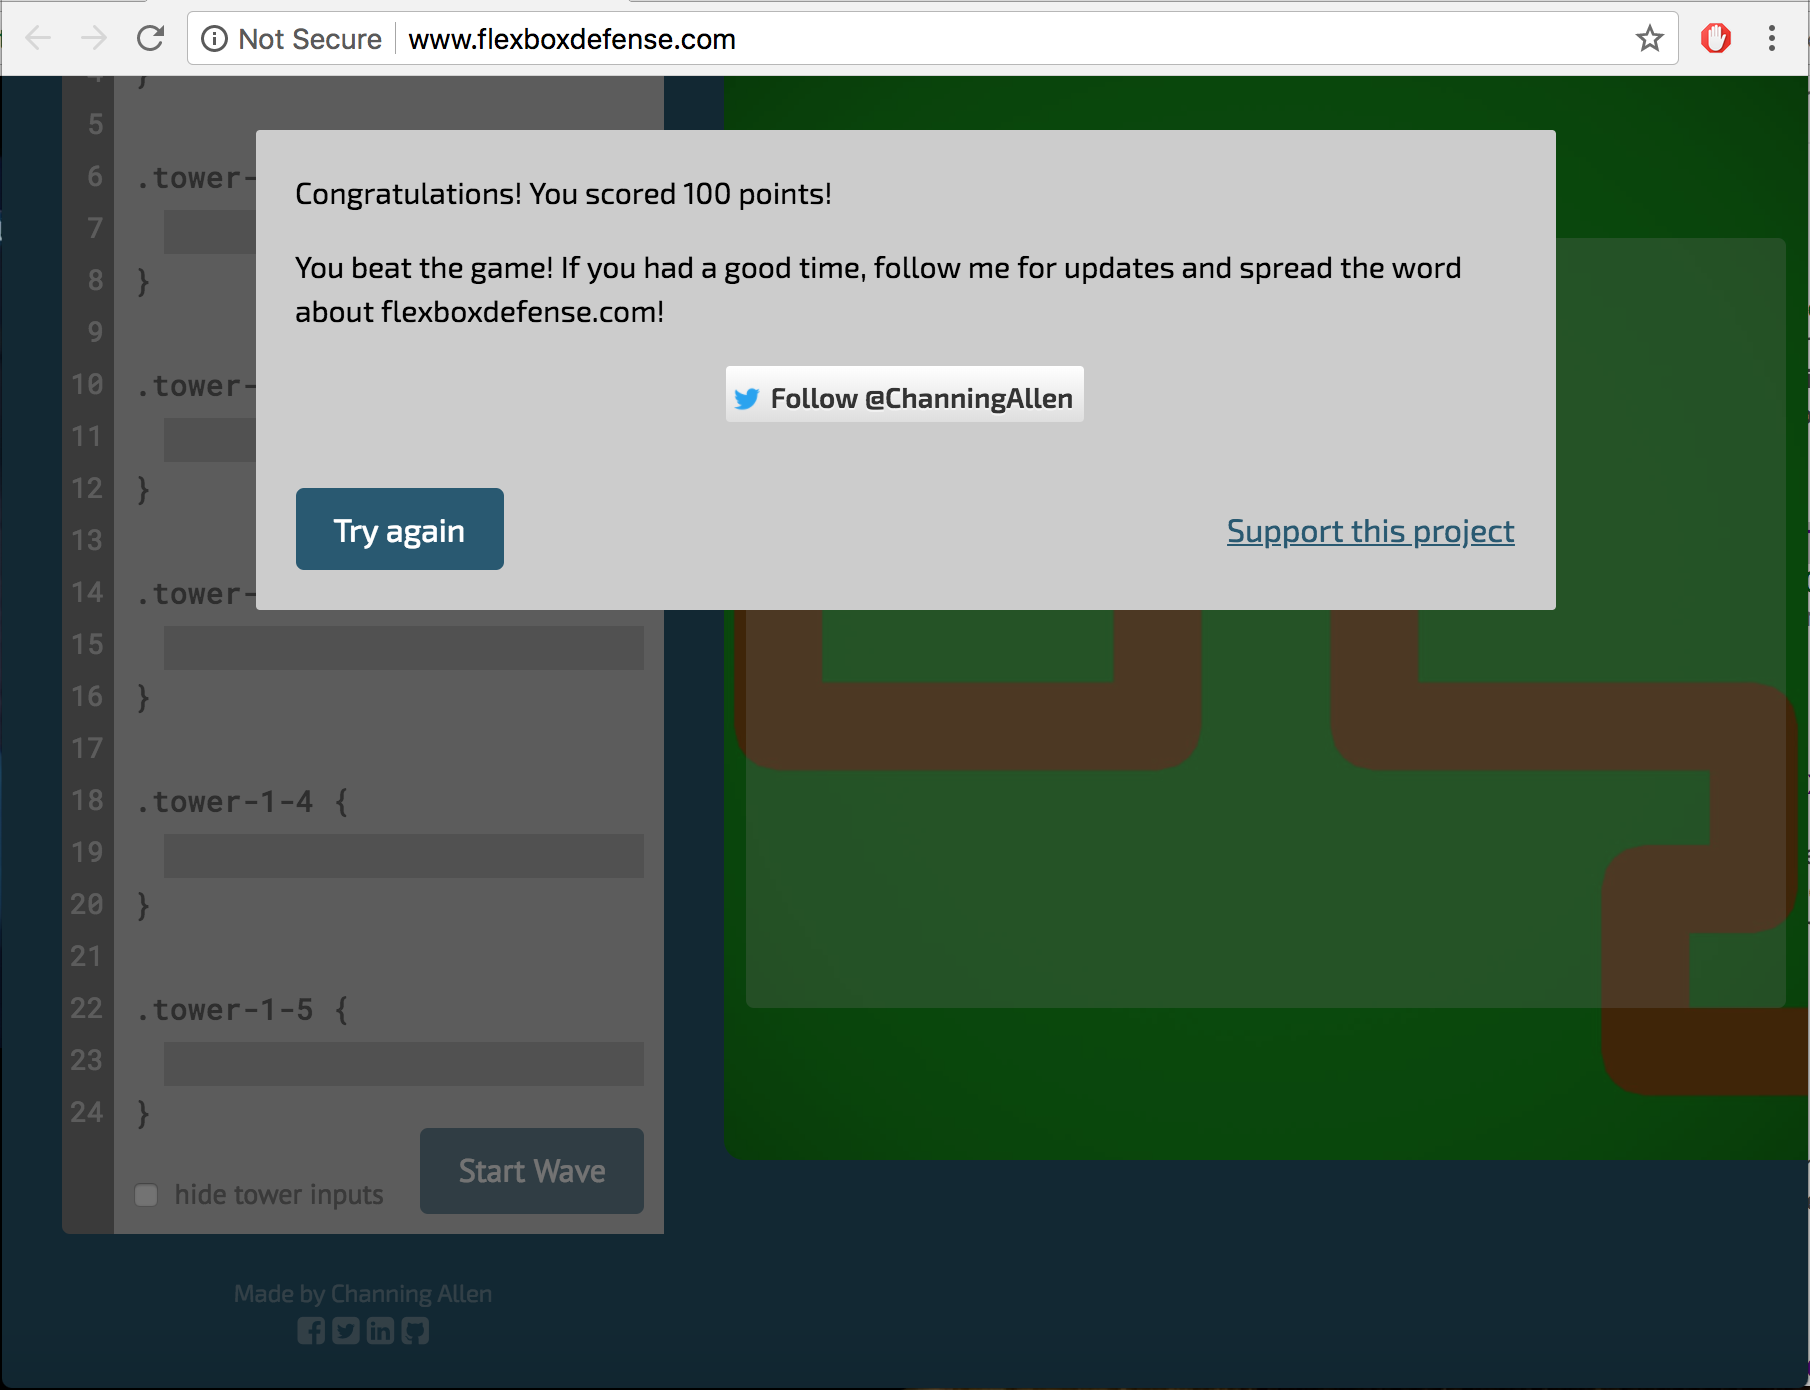 Not Secure www.flexboxdefense.com
4 }
5
6 .tower-
7
8 }
9
10 .tower-
11
12 }
13
14 .tower-
15
16 }
17
18 .tower-1-4 {
19
20 }
21
22 .tower-1-5 {
23
24 }
hide tower inputs
Start Wave
Made by Channing Allen
Congratulations! You scored 100 points!
You beat the game! If you had a good time, follow me for updates and spread the word
about flexboxdefense.com!
Follow @ChanningAllen
Try again
Support this project